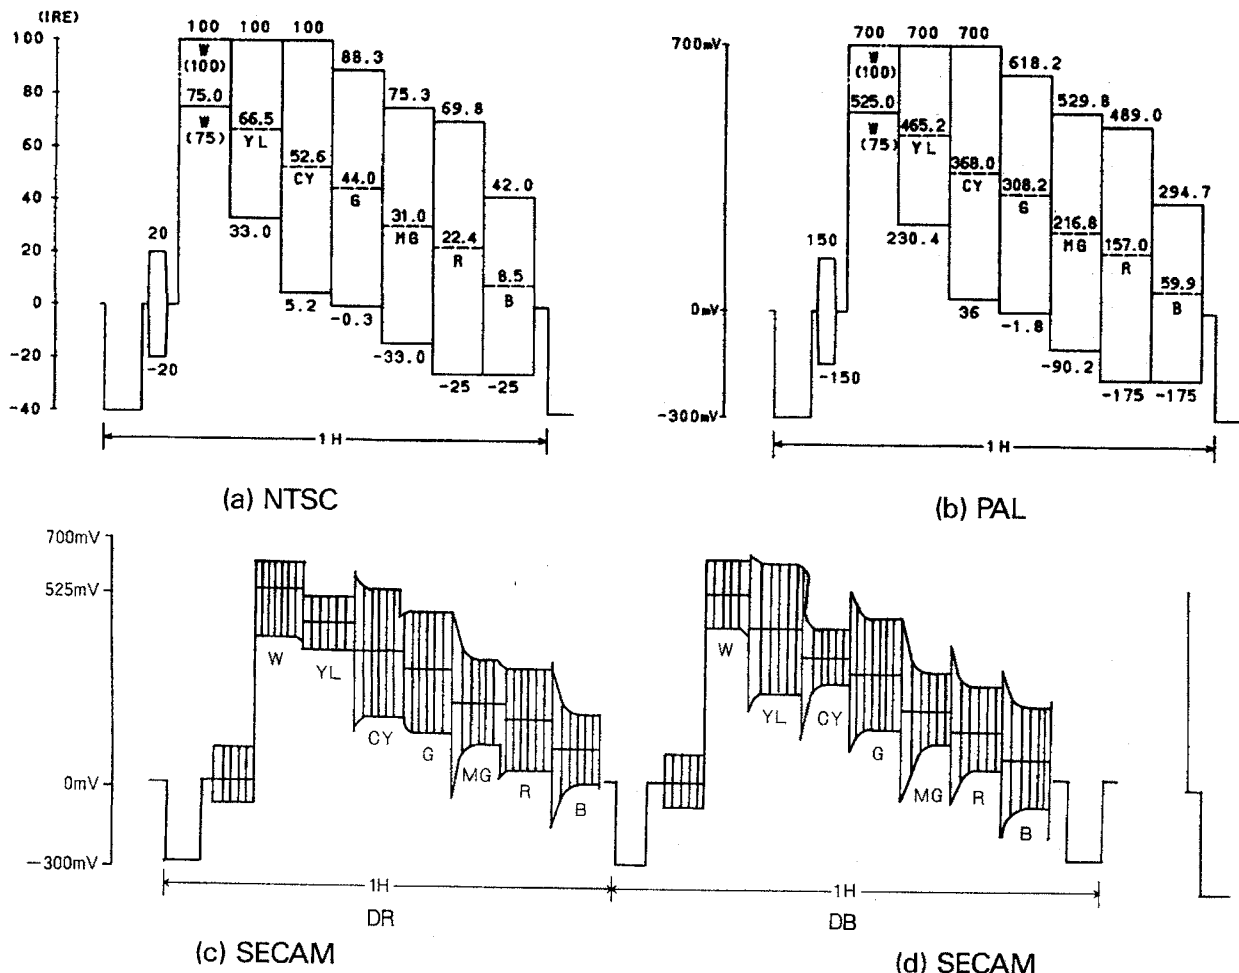 (IRE)
100
80
60
40
20
0
-20
-40
100 100 100
W
(100)
75.0
W
(75)
66.5
YL
33.0
52.6
CY
5.2
88.3
44.0
G
-0.3
75.3
31.0
MG
-33.0
69.8
22.4
R
-25
42.0
8.5
B
-25
20
-20
1H
(a) NTSC
700mV
0mV
-300mV
700 700 700
W
(100)
525.0
W
(75)
465.2
YL
230.4
368.0
CY
36
618.2
308.2
G
-1.8
529.8
216.8
MG
-90.2
489.0
157.0
R
-175
294.7
59.9
B
-175
150
-150
1H
(b) PAL
700mV
525mV
0mV
-300mV
W
YL
CY
G
MG
R
B
1H
DR
(c) SECAM
W
YL
CY
G
MG
R
B
1H
DB
(d) SECAM